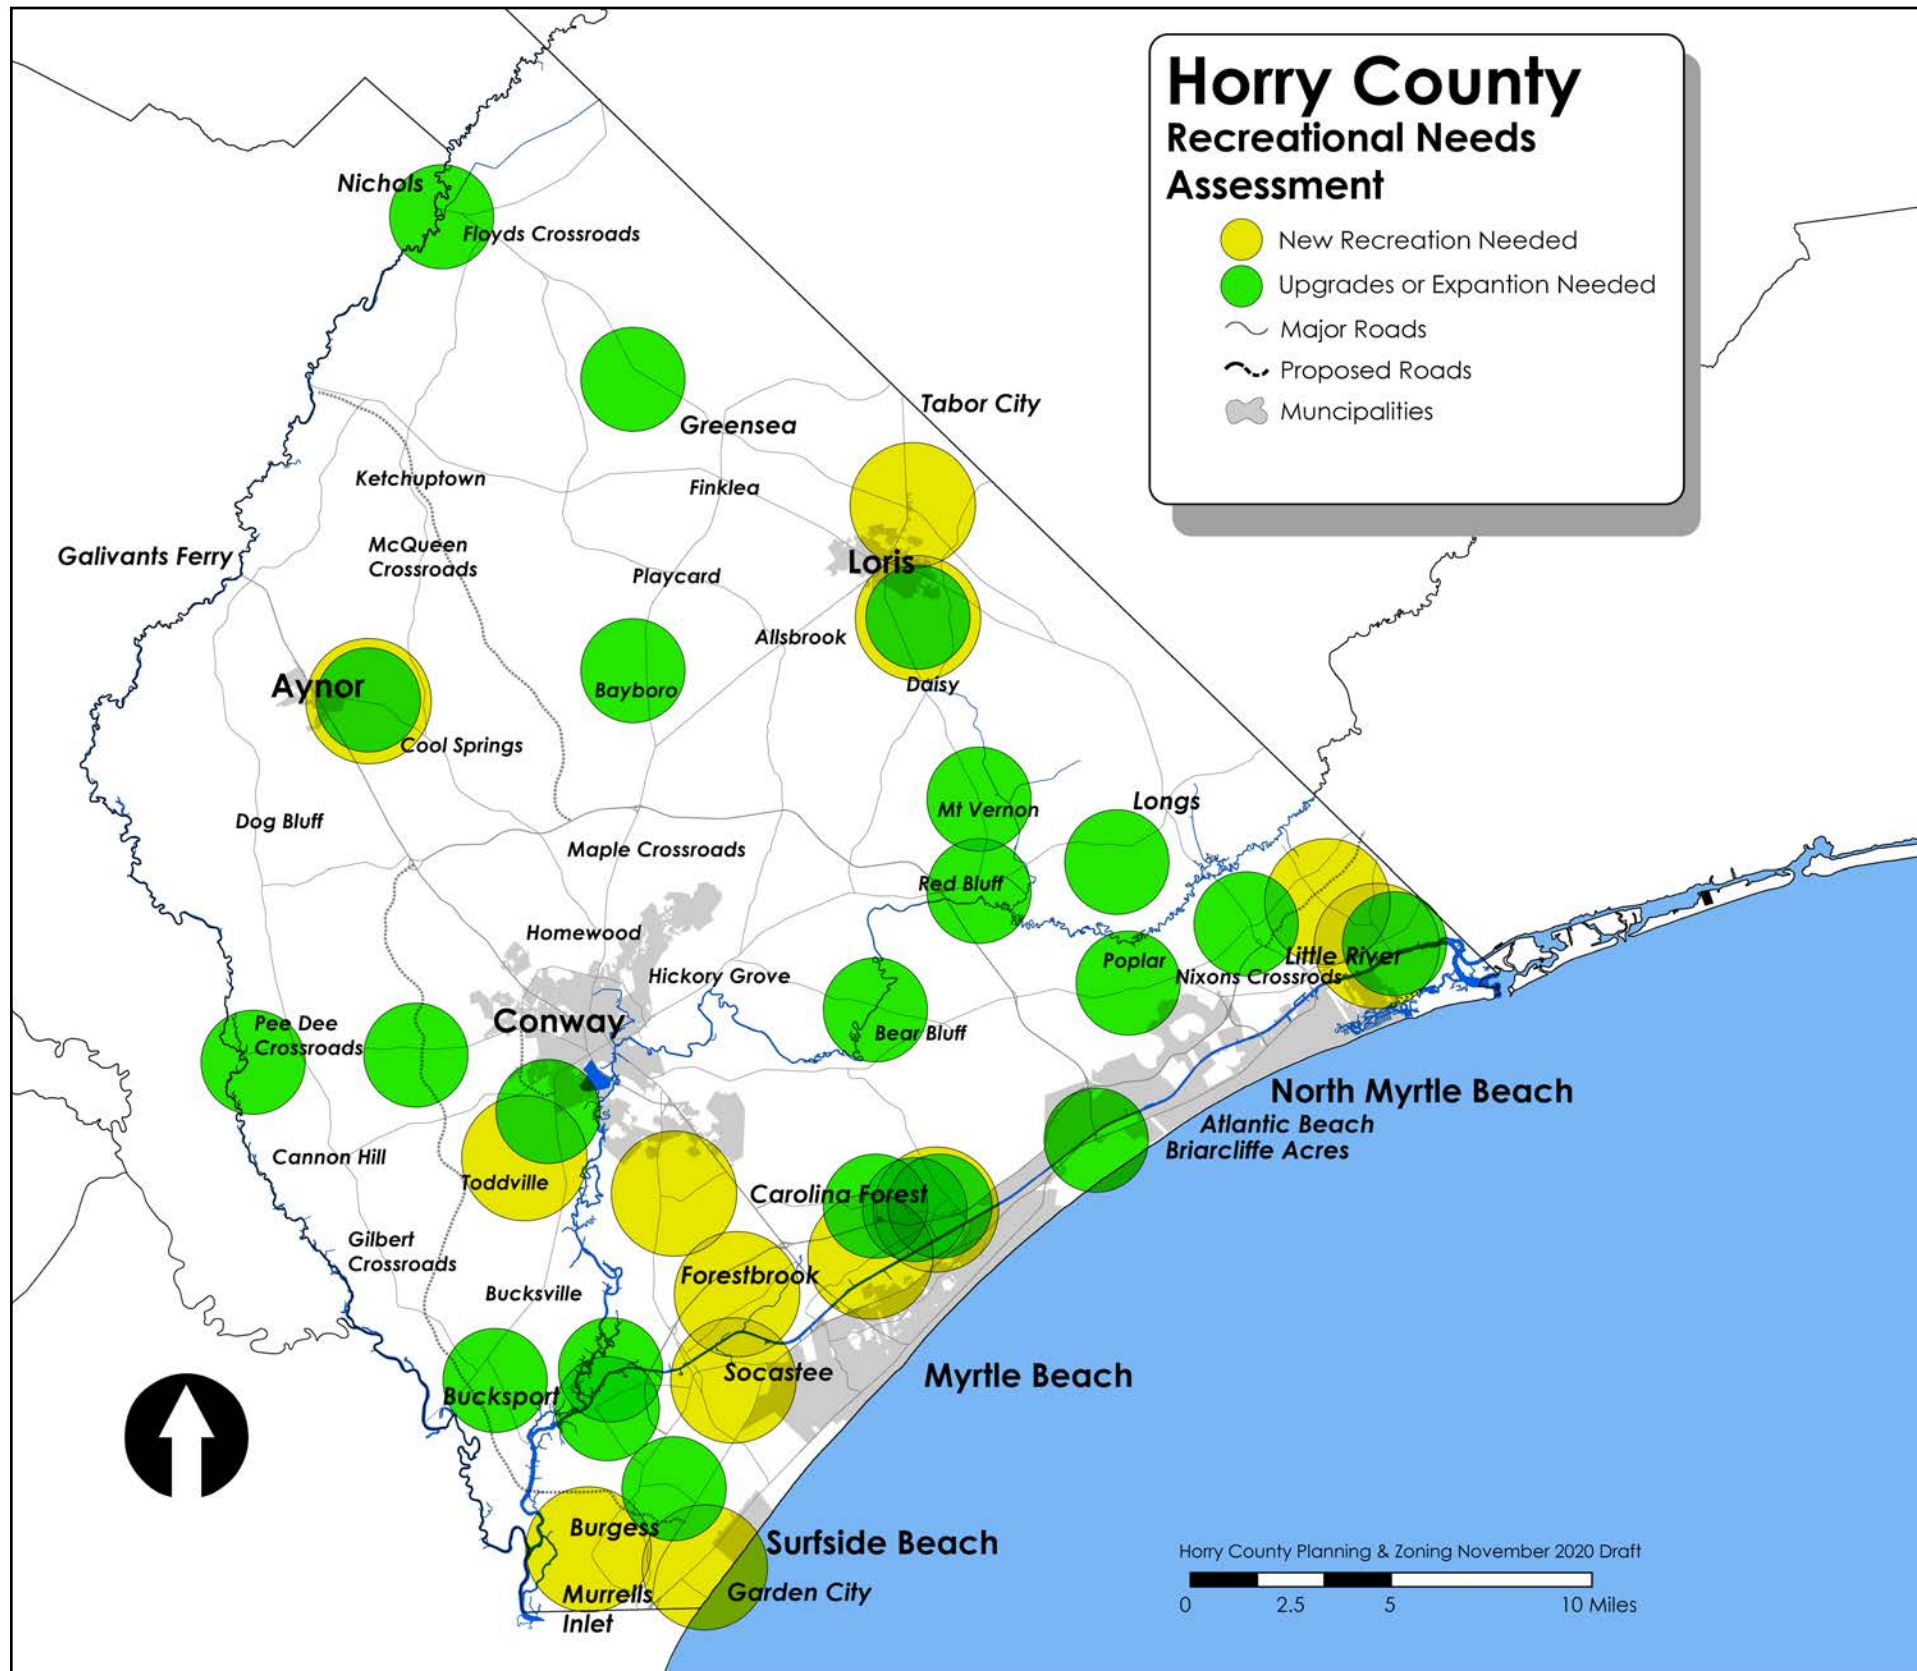 Horry County
Recreational Needs
Assessment
New Recreation Needed
Upgrades or Expantion Needed
Major Roads
Proposed Roads
Muncipalities
Nichols
Floyds Crossroads
Tabor City
Greensea
Ketchuptown
Finklea
McQueen
Crossroads
Galivants Ferry
Loris
Playcard
Allsbrook
Aynor
Bayboro
Daisy
Cool Springs
Dog Bluff
Mt Vernon
Longs
Maple Crossroads
Red Bluff
Homewood
Hickory Grove
Poplar
Little River
Nixons Crossrods
Conway
Pee Dee
Crossroads
Bear Bluff
North Myrtle Beach
Atlantic Beach
Briarcliffe Acres
Cannon Hill
Toddville
Carolina Forest
Gilbert
Crossroads
Forestbrook
Bucksville
Socastee
Myrtle Beach
Bucksport
Burgess
Surfside Beach
Murrells
Inlet
Garden City
Horry County Planning & Zoning November 2020 Draft
0 2.5 5 10 Miles